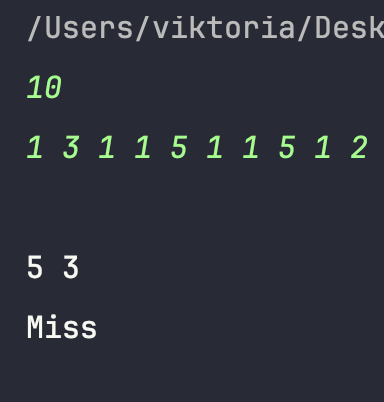 /Users/viktoria/Desk
10
1 3 1 1 5 1 1 5 1 2
5 3
Miss